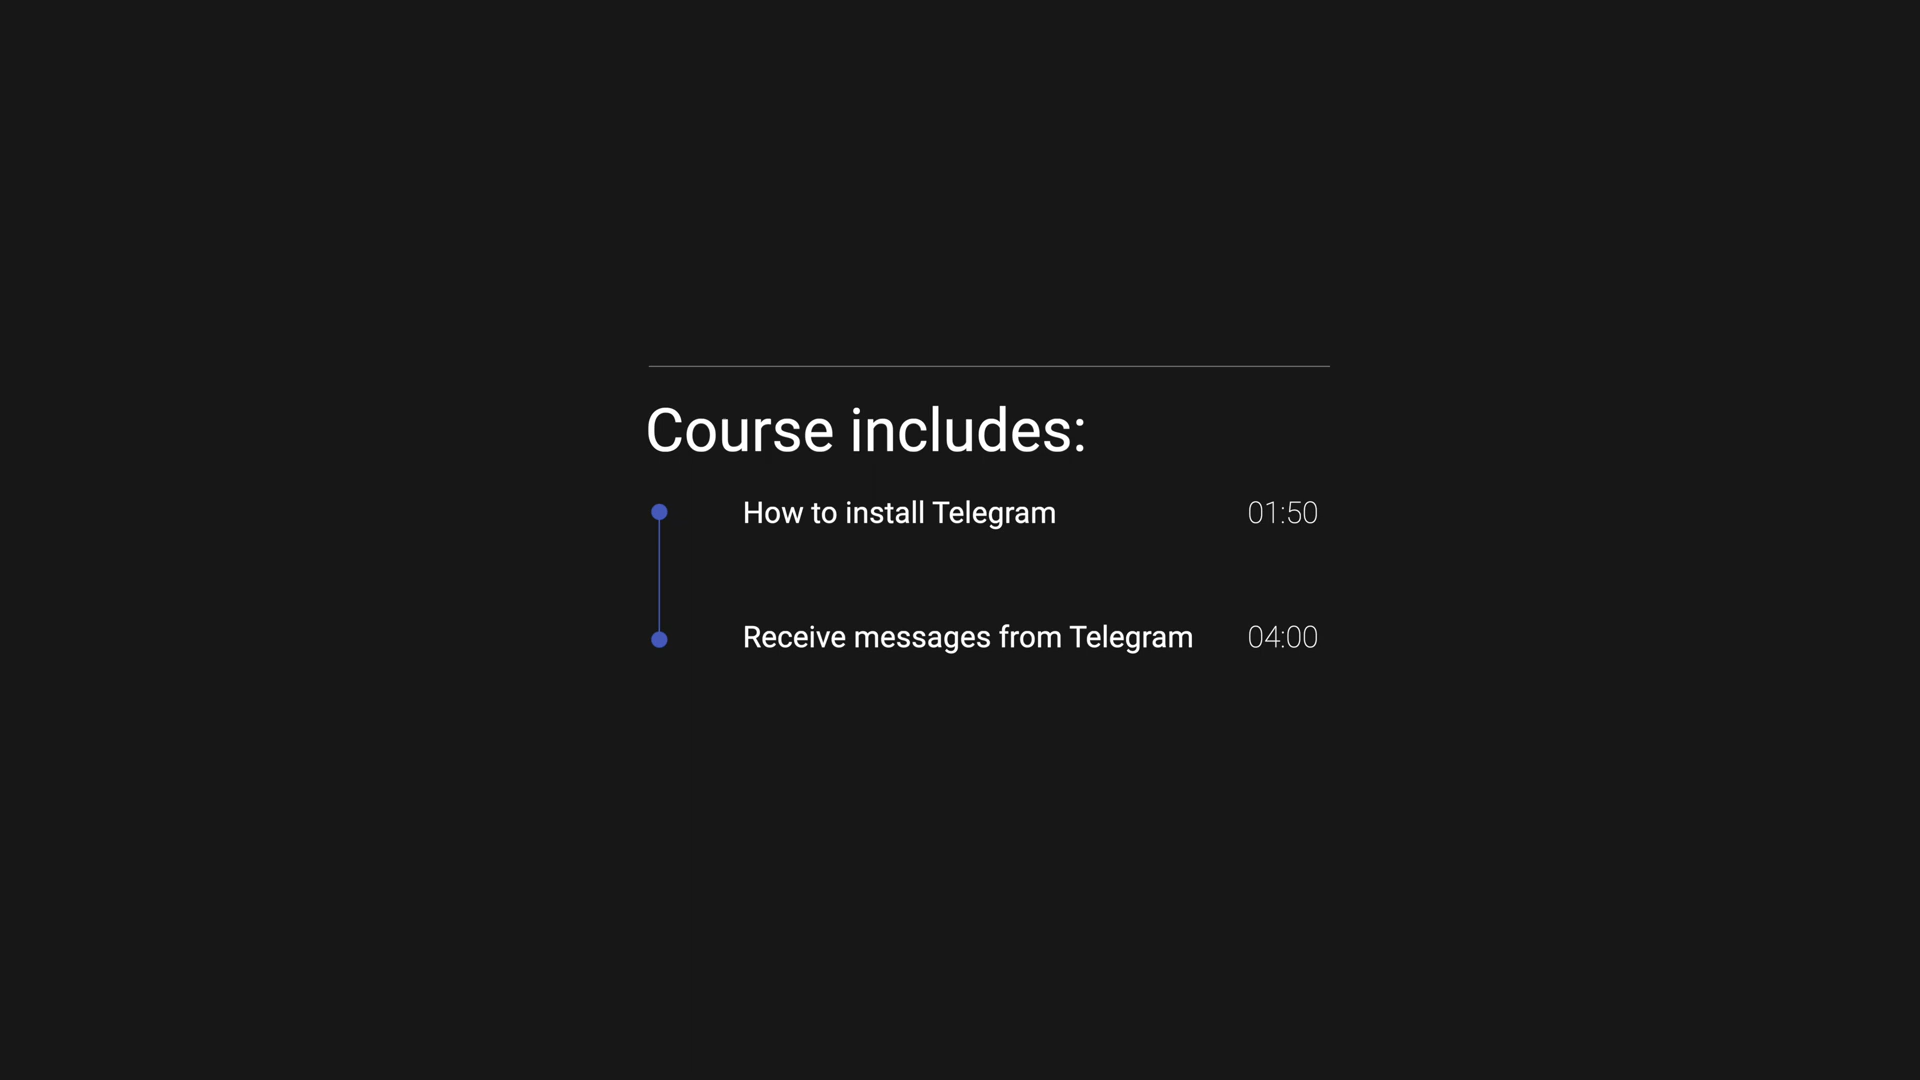 Course includes:
How to install Telegram 01:50
Receive messages from Telegram 04:00